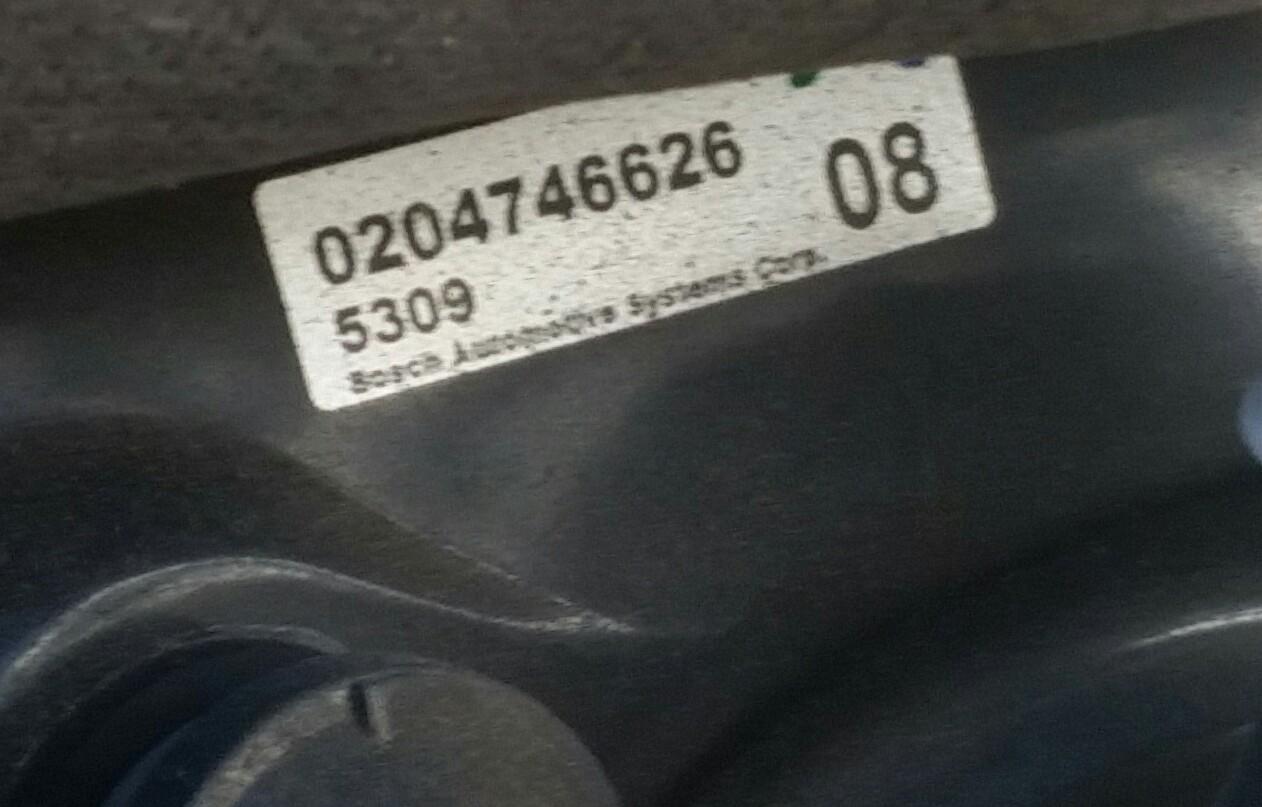 0204746626 08
5309
Bosch Automotive Systems Corp.